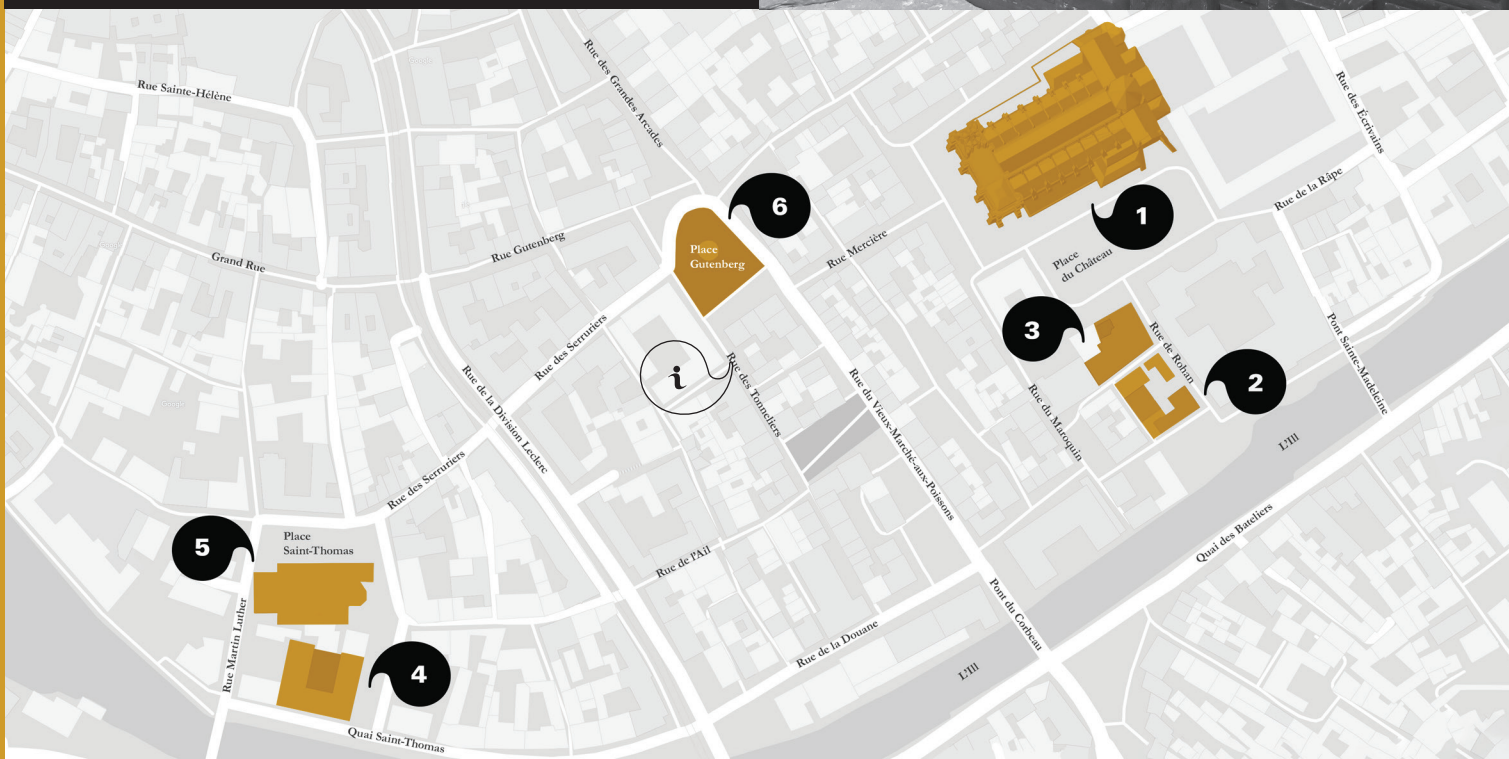 Rue Sainte-Hélène
Rue des Grandes Arcades
Rue des Écrivains
Rue de la Râpe
6
1
Rue Gutenberg
Place
Gutenberg
Rue Mercière
Place
du Château
Grand Rue
3
Rue de Rohan
Pont Sainte-Madeleine
Rue des Serruriers
i
Rue des Tonneliers
2
Rue de la Division Leclerc
Rue du Vieux-Marché-aux-Poissons
Rue du Maroquin
L'Ill
Rue des Serruriers
Quai des Bateliers
5
Place
Saint-Thomas
Rue de l'Ail
Pont du Corbeau
Rue Martin Luther
Rue de la Douane
L'Ill
4
Quai Saint-Thomas